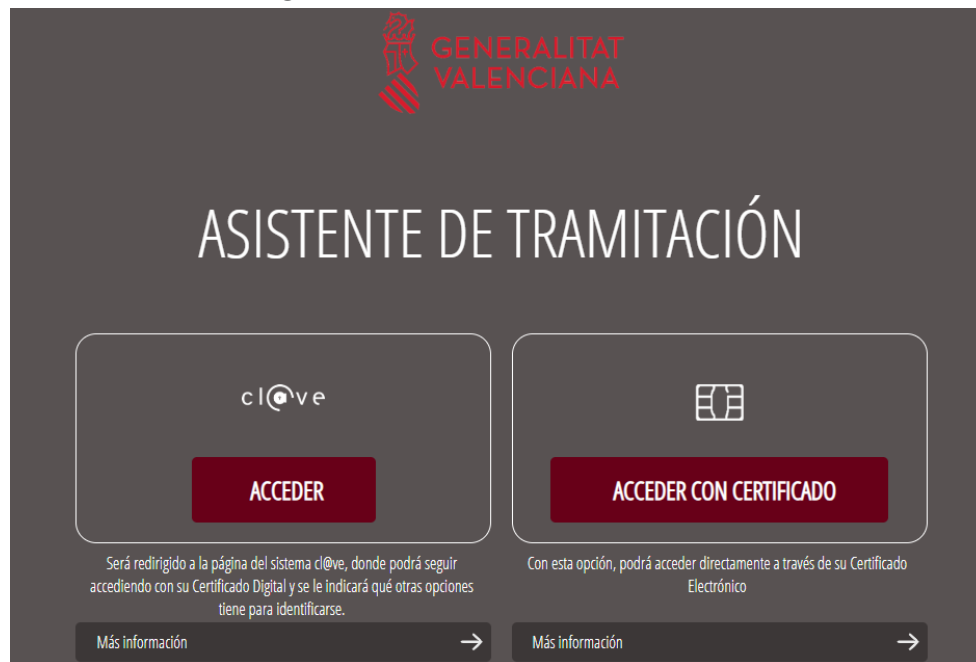 GENERALITAT
VALENCIANA
ASISTENTE DE TRAMITACIÓN
cl@ve
ACCEDER
Será redirigido a la página del sistema cl@ve, donde podrá seguir
accediendo con su Certificado Digital y se le indicará qué otras opciones
tiene para identificarse.
Más información
ACCEDER CON CERTIFICADO
Con esta opción, podrá acceder directamente a través de su Certificado
Electrónico
Más información